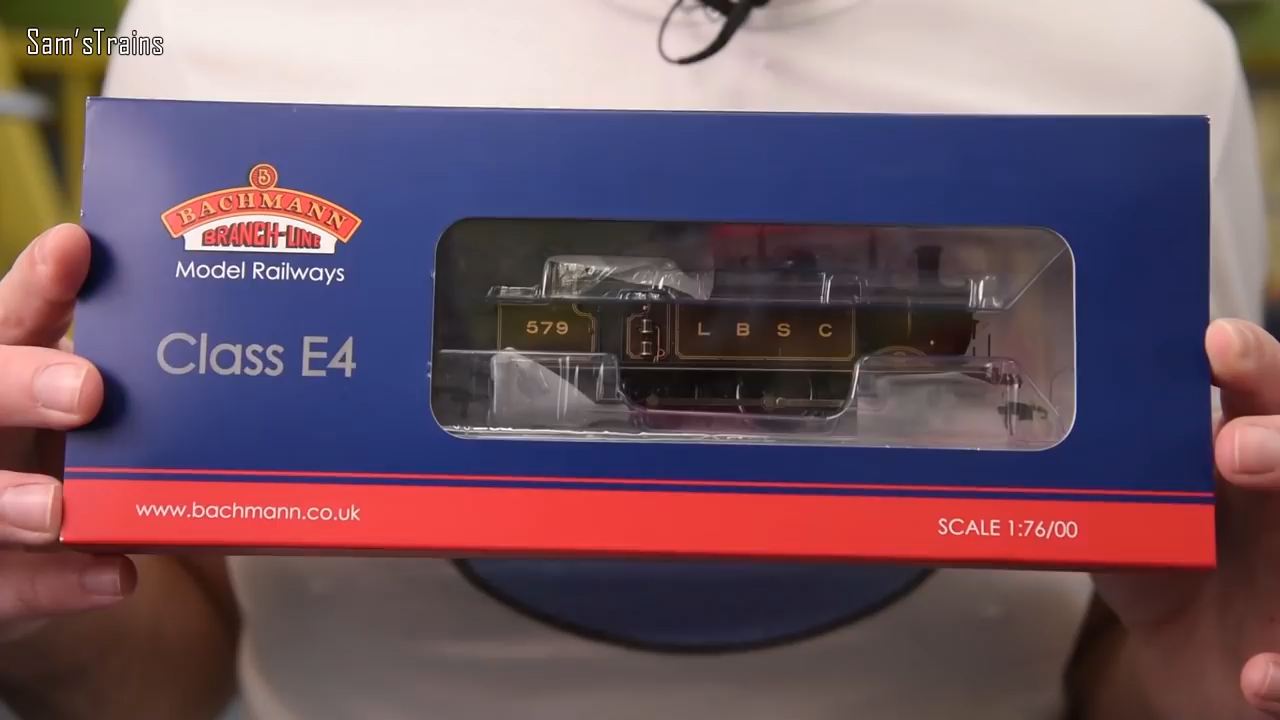 Sam'sTrains
B
BACHMANN
BRANCH-LINE
Model Railways
Class E4
579
L B S C
www.bachmann.co.uk
SCALE 1:76/00